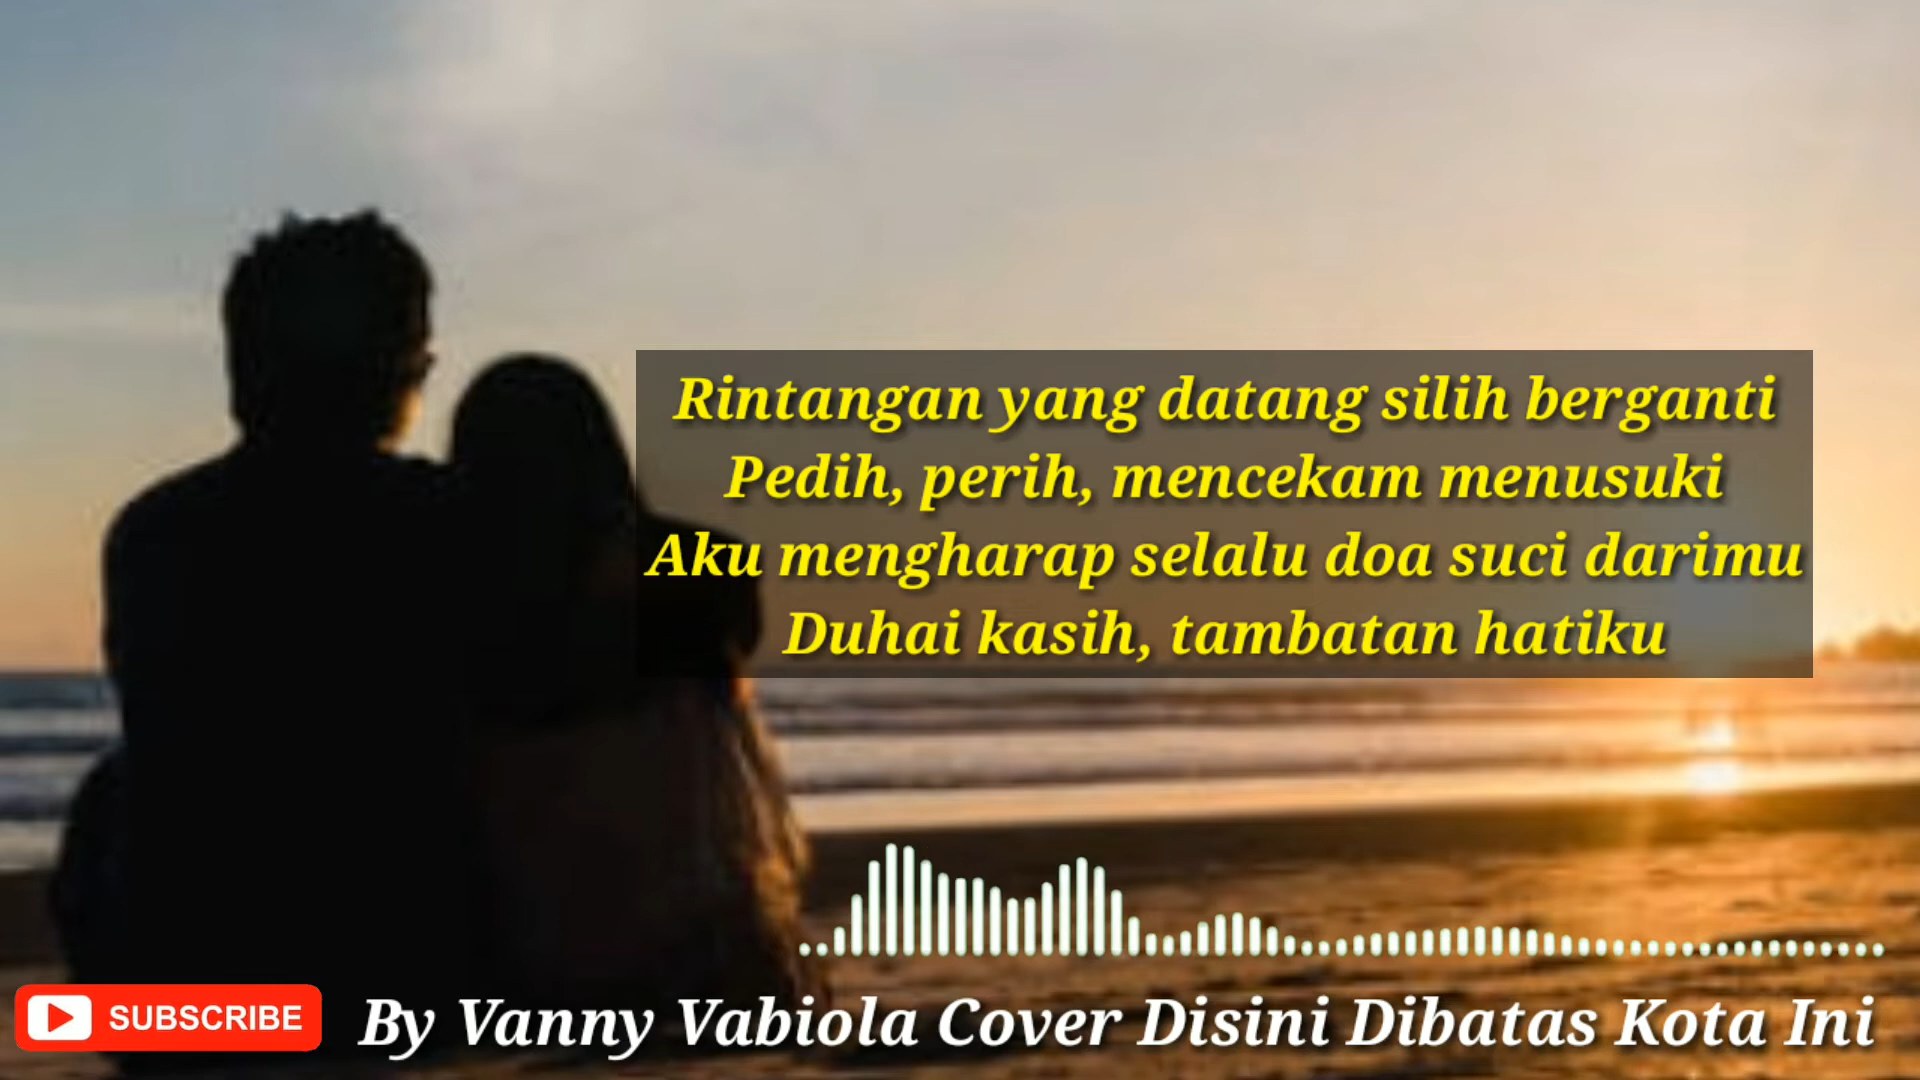 Rintangan yang datang silih berganti
Pedih, perih, mencekam menusuki
Aku mengharap selalu doa suci darimu
Duhai kasih, tambatan hatiku
SUBSCRIBE
By Vanny Vabiola Cover Disini Dibatas Kota Ini